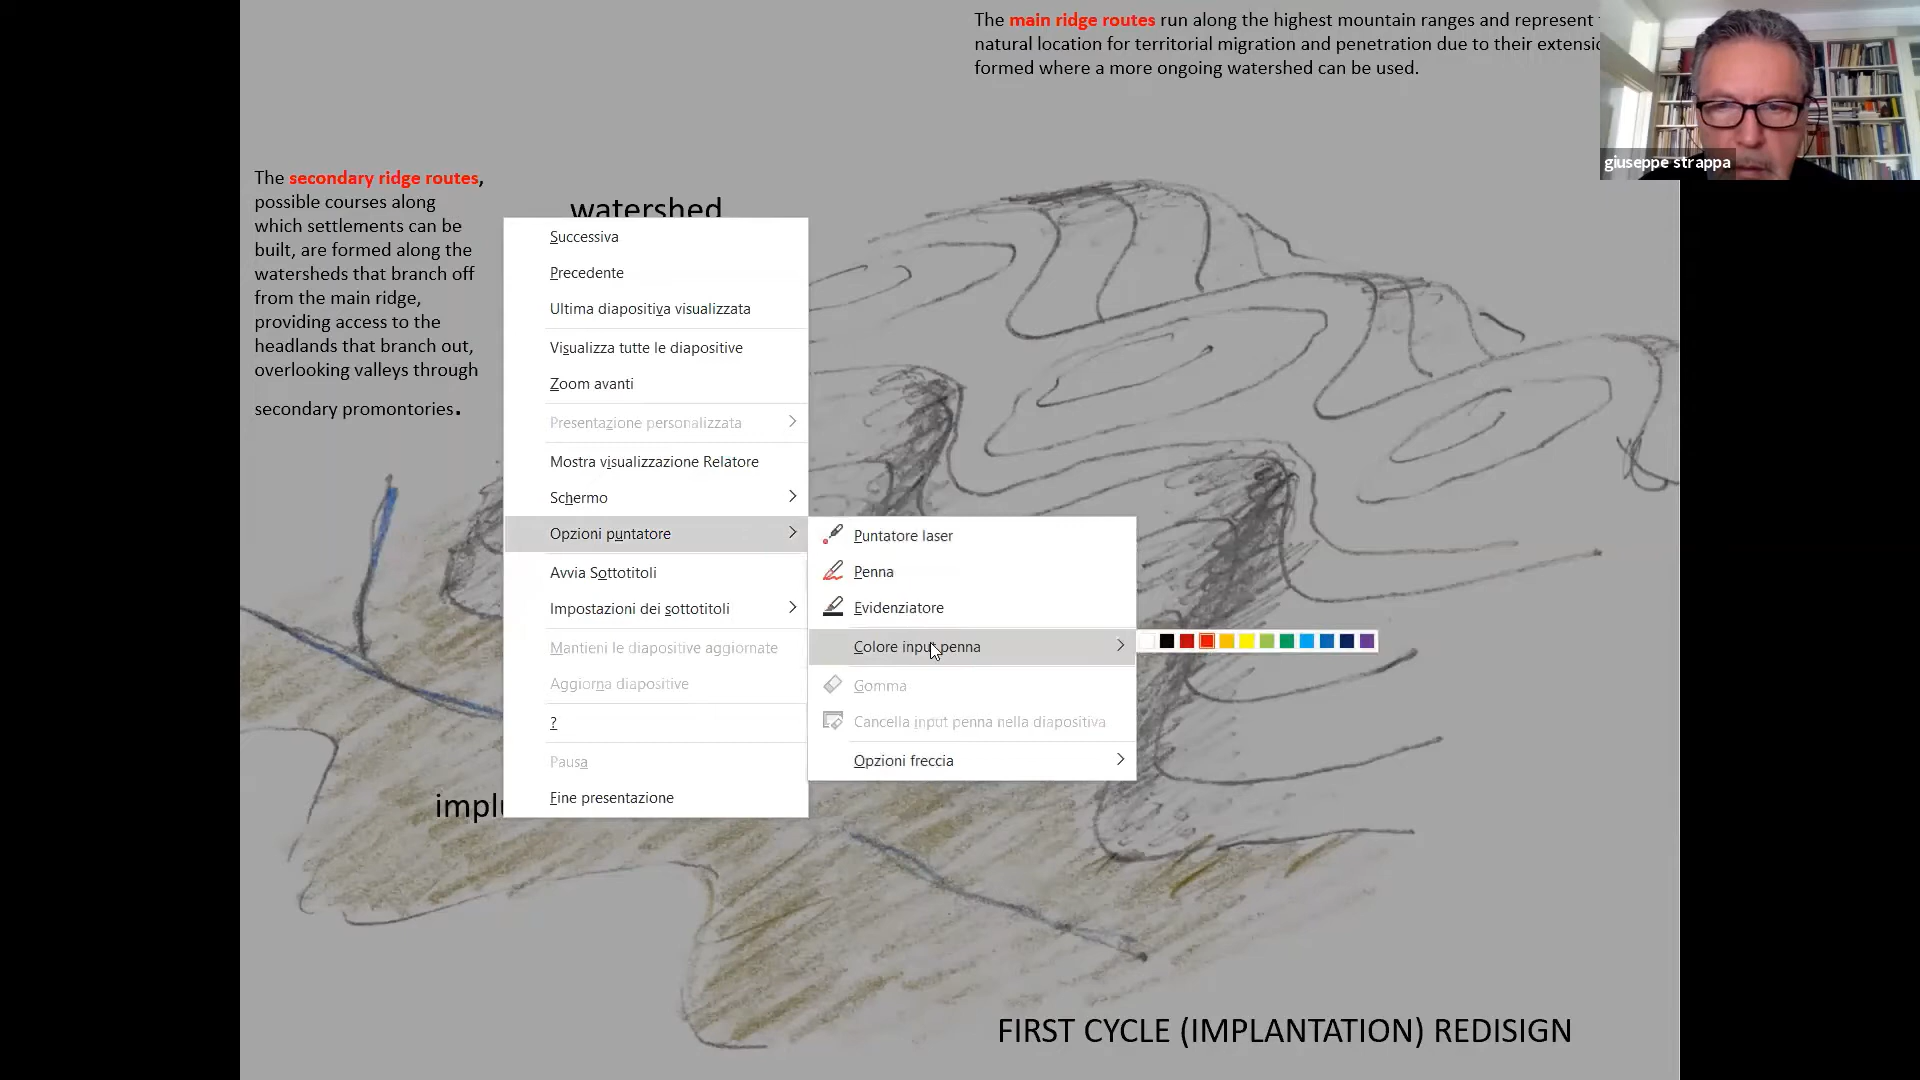 The main ridge routes run along the highest mountain ranges and represent
natural location for territorial migration and penetration due to their
formed where a more ongoing watershed can be used.
giuseppe strappa
The secondary ridge routes,
possible courses along
which settlements can be
built, are formed along the
watersheds that branch off
from the main ridge,
providing access to the
headlands that branch out,
overlooking valleys through
secondary promontories.
watershed
Successiva
Precedente
Ultima diapositiva visualizzata
Visualizza tutte le diapositive
Zoom avanti
Presentazione personalizzata
Mostra visualizzazione Relatore
Schermo
Opzioni puntatore
Avvia Sottotitoli
Impostazioni dei sottotitoli
Mantieni le diapositive aggiornate
Aggiorna diapositive
?
Pausa
Fine presentazione
Puntatore laser
Penna
Evidenziatore
Colore input penna
Gomma
Cancella input penna nella diapositiva
Opzioni freccia
FIRST CYCLE (IMPLANTATION) REDISIGN